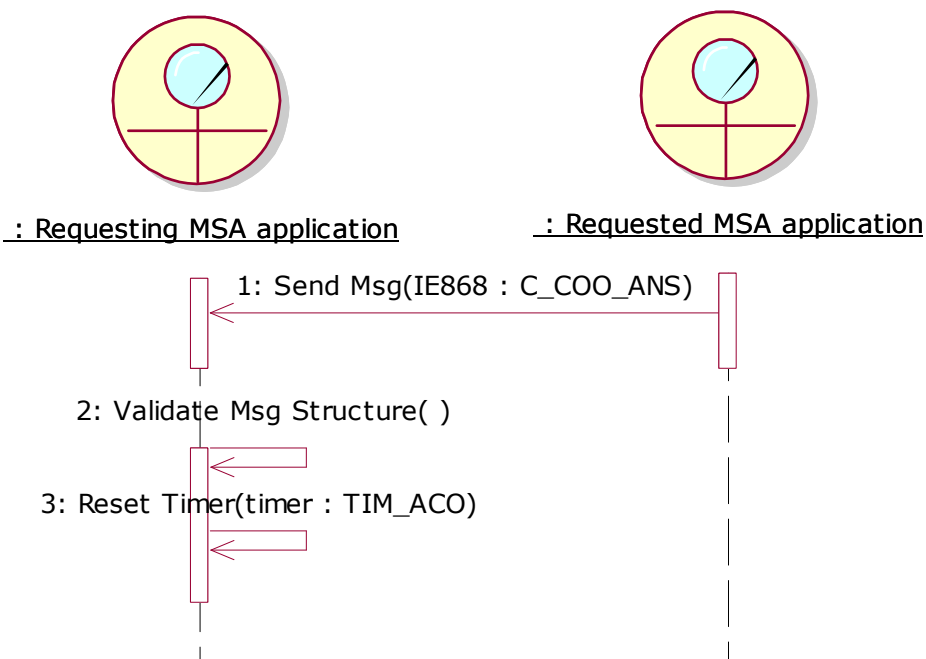 : Requesting MSA application
: Requested MSA application
1: Send Msg(IE868 : C_COO_ANS)
2: Validate Msg Structure( )
3: Reset Timer(timer : TIM_ACO)